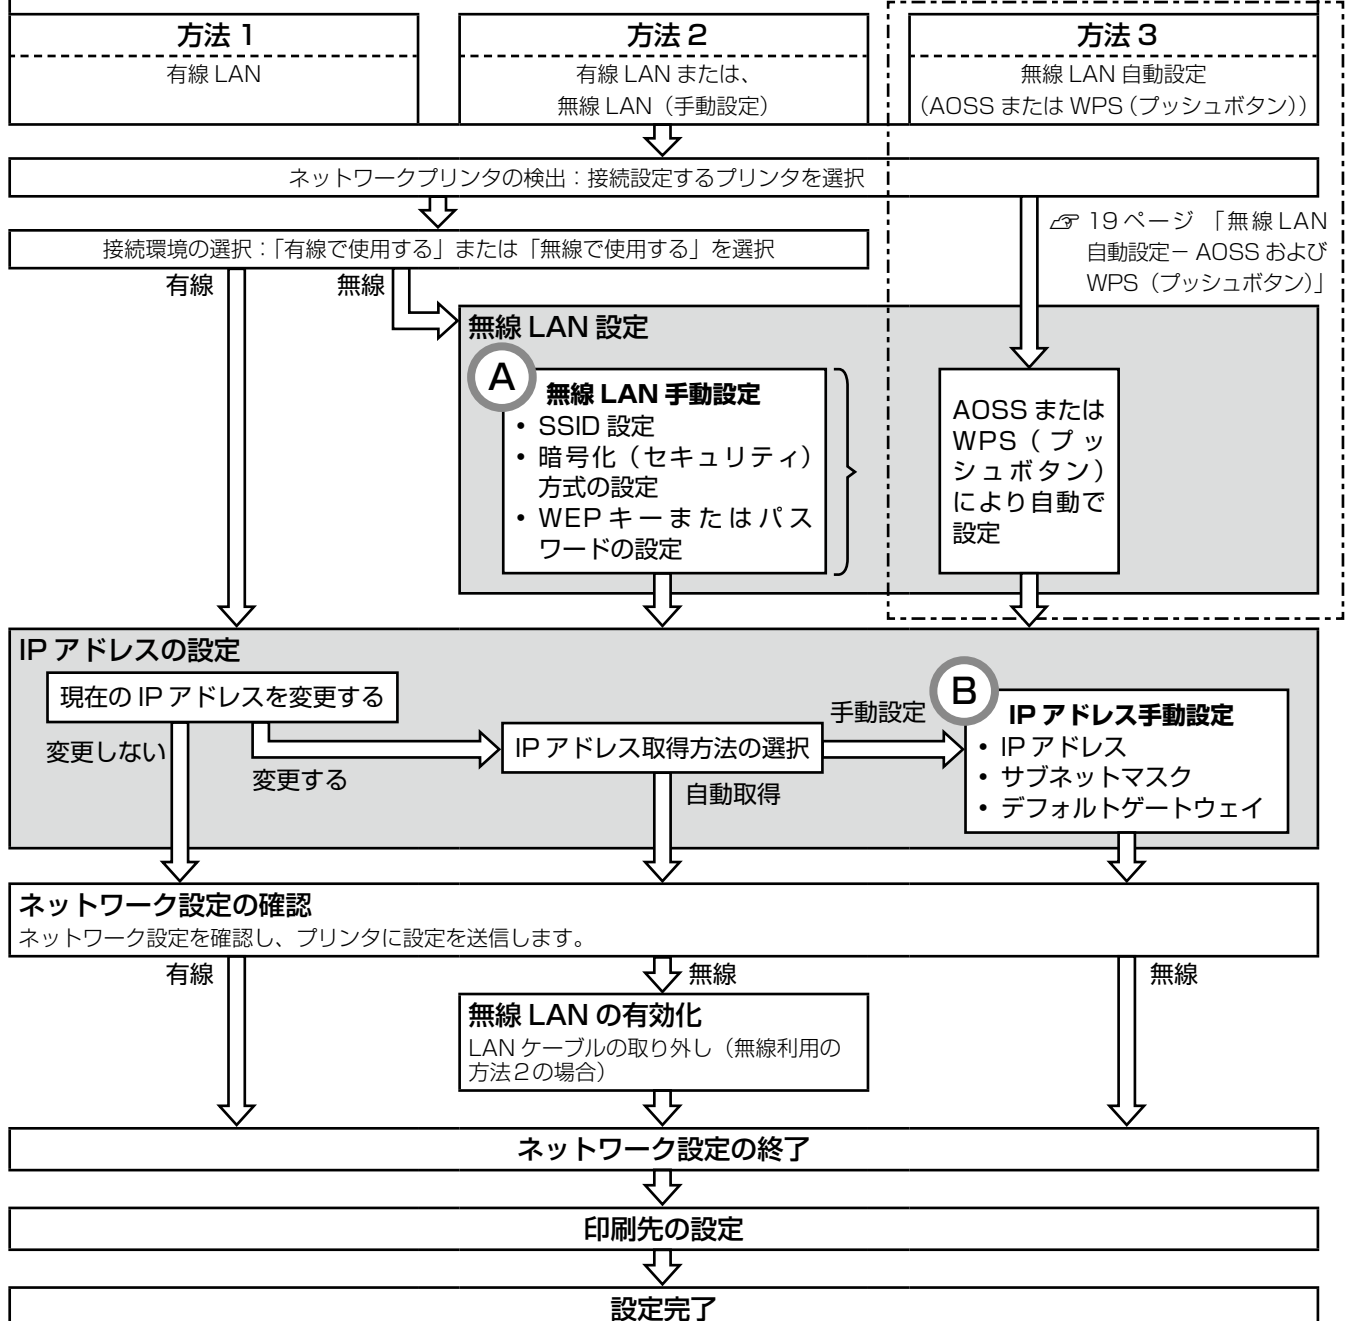 方法 1
有線 LAN
方法 2
有線 LAN または、
無線 LAN（手動設定）
方法 3
無線 LAN 自動設定
（AOSS または WPS（プッシュボタン））
ネットワークプリンタの検出：接続設定するプリンタを選択
19 ページ 「無線 LAN
自動設定－ AOSS および
WPS（プッシュボタン）」
接続環境の選択：「有線で使用する」または「無線で使用する」を選択
有線
無線
無線 LAN 設定
A
無線 LAN 手動設定
• SSID 設定
• 暗号化（セキュリティ）
方式の設定
• WEP キーまたはパス
ワードの設定
AOSS または
WPS（プッ
シュボタン）
により自動で
設定
IP アドレスの設定
現在の IP アドレスを変更する
変更しない
変更する
IP アドレス取得方法の選択
手動設定
自動取得
B
IP アドレス手動設定
• IP アドレス
• サブネットマスク
• デフォルトゲートウェイ
ネットワーク設定の確認
ネットワーク設定を確認し、プリンタに設定を送信します。
有線
無線
無線
無線 LAN の有効化
LAN ケーブルの取り外し（無線利用の
方法２の場合）
ネットワーク設定の終了
印刷先の設定
設定完了